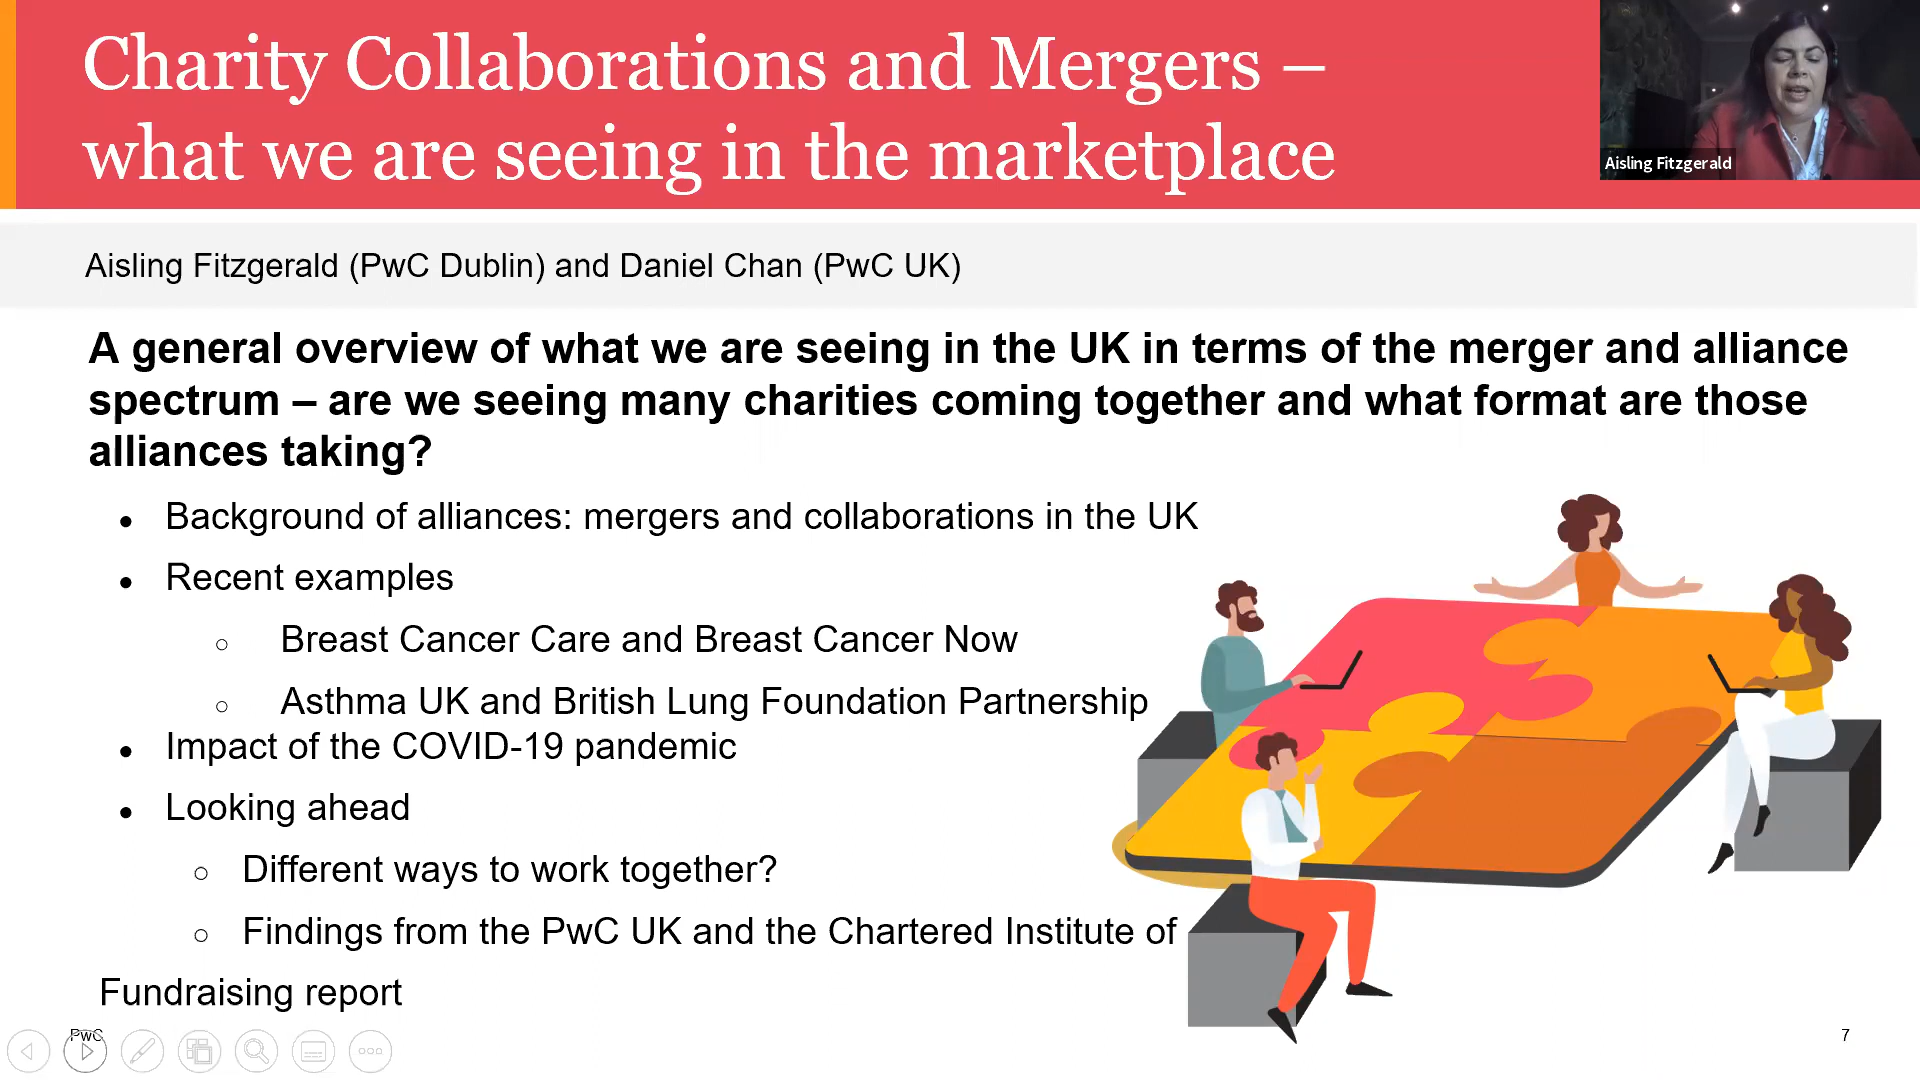 Charity Collaborations and Mergers –
what we are seeing in the marketplace
Aisling Fitzgerald
Aisling Fitzgerald (PwC Dublin) and Daniel Chan (PwC UK)
A general overview of what we are seeing in the UK in terms of the merger and alliance
spectrum – are we seeing many charities coming together and what format are those
alliances taking?
● Background of alliances: mergers and collaborations in the UK
● Recent examples
○ Breast Cancer Care and Breast Cancer Now
○ Asthma UK and British Lung Foundation Partnership
● Impact of the COVID-19 pandemic
● Looking ahead
○ Different ways to work together?
○ Findings from the PwC UK and the Chartered Institute of
Fundraising report
PwC
7